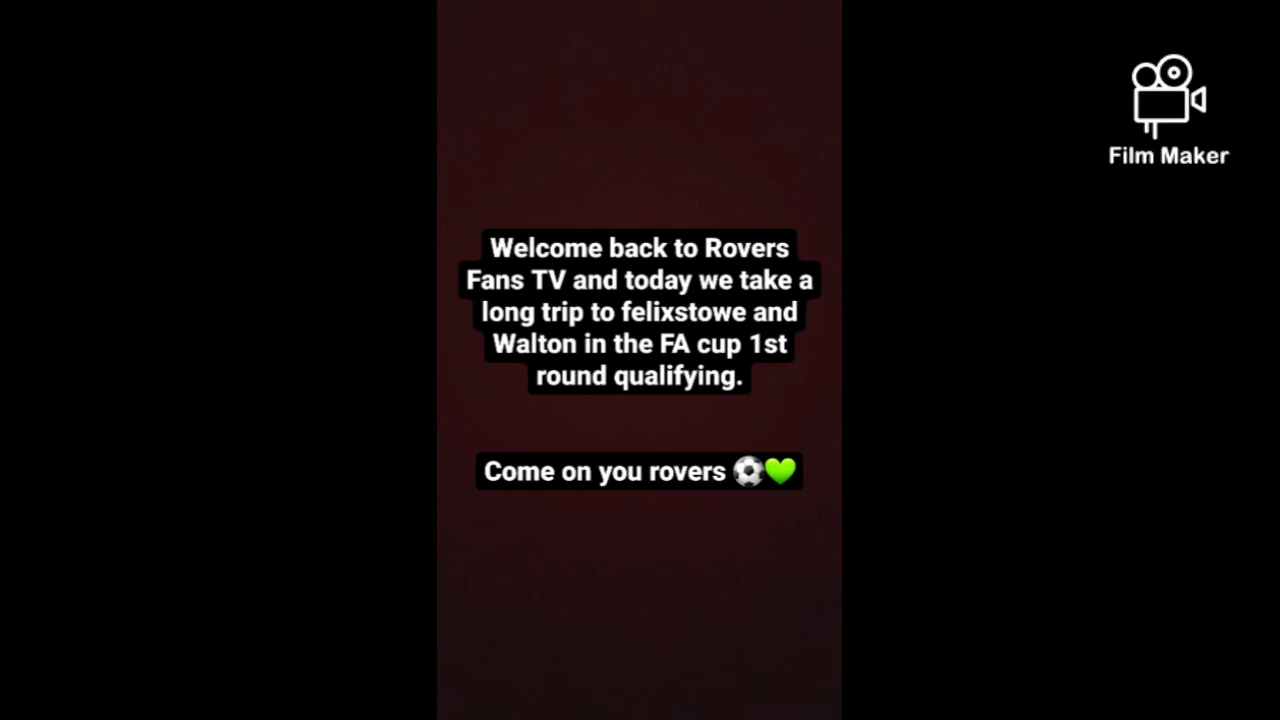 Film Maker
Welcome back to Rovers
Fans TV and today we take a
long trip to felixstowe and
Walton in the FA cup 1st
round qualifying.
Come on you rovers ⚽💚